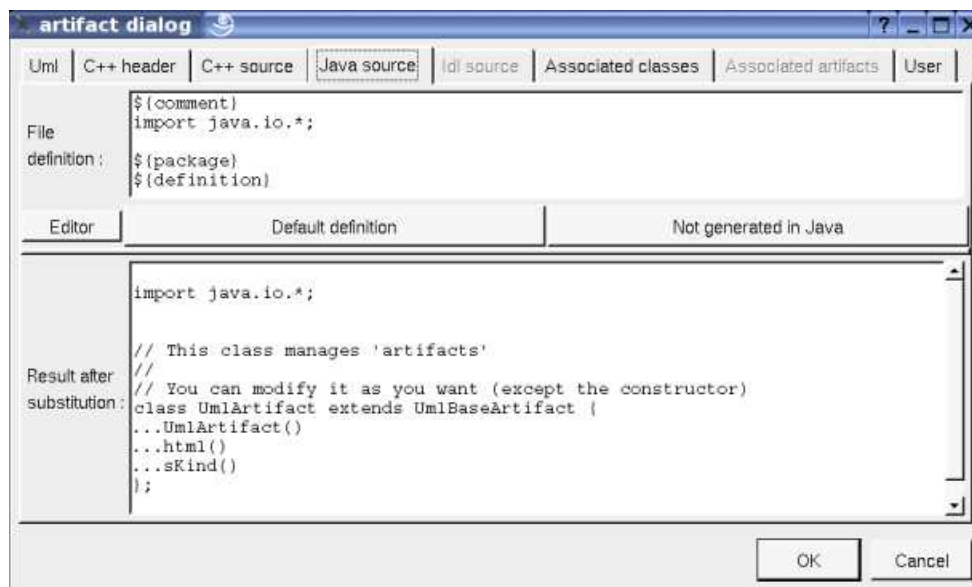 artifact dialog
?
Uml C++ header C++ source Java source Idl source Associated classes Associated artifacts User
File
definition :
${comment}
import java.io.*;
${package}
${definition}
Editor Default definition Not generated in Java
Result after
substitution :
import java.io.*;
// This class manages 'artifacts'
//
// You can modify it as you want (except the constructor)
class UmlArtifact extends UmlBaseArtifact {
...UmlArtifact()
...html()
...sKind()
};
OK Cancel